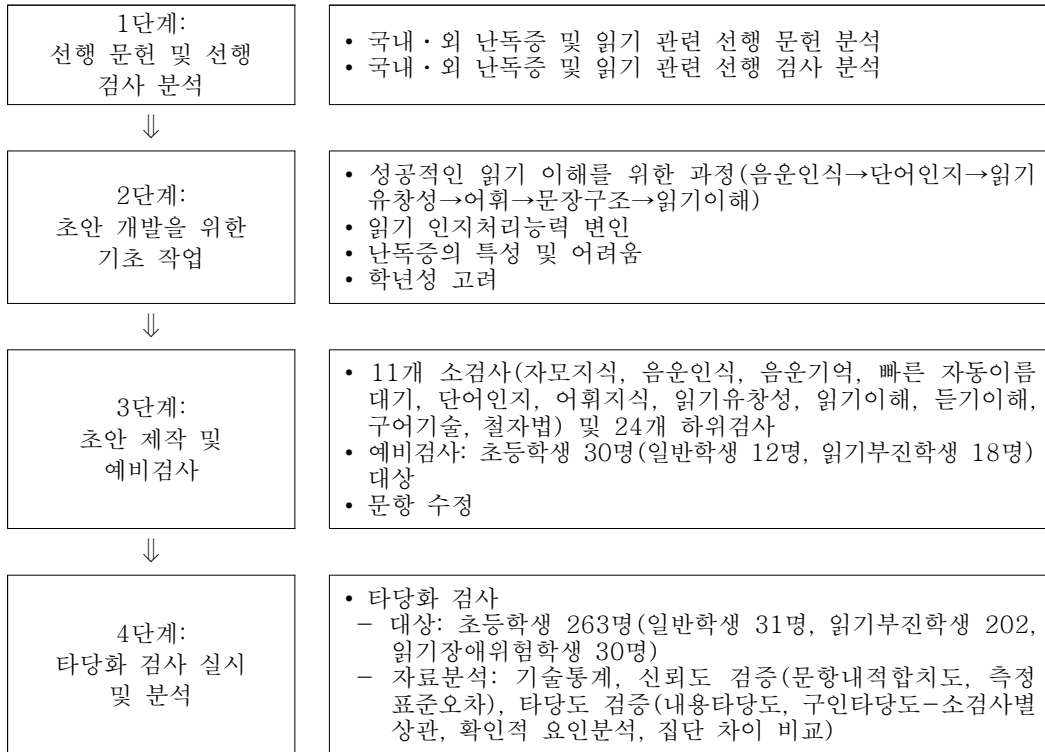 1단계:
선행 문헌 및 선행
검사 분석
• 국내·외 난독증 및 읽기 관련 선행 문헌 분석
• 국내·외 난독증 및 읽기 관련 선행 검사 분석
⇓
2단계:
초안 개발을 위한
기초 작업
• 성공적인 읽기 이해를 위한 과정(음운인식→단어인지→읽기
유창성→어휘→문장구조→읽기이해)
• 읽기 인지처리능력 변인
• 난독증의 특성 및 어려움
• 학년성 고려
⇓
3단계:
초안 제작 및
예비검사
• 11개 소검사(자모지식, 음운인식, 음운기억, 빠른 자동이름
대기, 단어인지, 어휘지식, 읽기유창성, 읽기이해, 듣기이해,
구어기술, 철자법) 및 24개 하위검사
• 예비검사: 초등학생 30명(일반학생 12명, 읽기부진학생 18명)
대상
• 문항 수정
⇓
4단계:
타당화 검사 실시
및 분석
• 타당화 검사
- 대상: 초등학생 263명(일반학생 31명, 읽기부진학생 202,
읽기장애위험학생 30명)
- 자료분석: 기술통계, 신뢰도 검증(문항내적합치도, 측정
표준오차), 타당도 검증(내용타당도, 구인타당도-소검사별
상관, 확인적 요인분석, 집단 차이 비교)